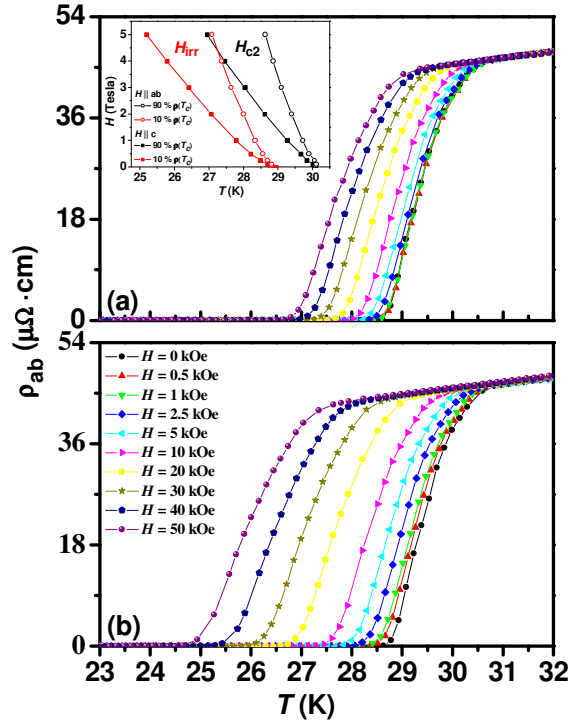 54
36
18
0
(a)
H (Tesla)
5
4
3
2
1
0
25 26 27 28 29 30
T (K)
Hirr
Hc2
H || ab
90 % ρ(Tc)
10 % ρ(Tc)
H || c
90 % ρ(Tc)
10 % ρ(Tc)
ρab (μΩ·cm)
54
36
18
0
(b)
H = 0 kOe
H = 0.5 kOe
H = 1 kOe
H = 2.5 kOe
H = 5 kOe
H = 10 kOe
H = 20 kOe
H = 30 kOe
H = 40 kOe
H = 50 kOe
23 24 25 26 27 28 29 30 31 32
T (K)